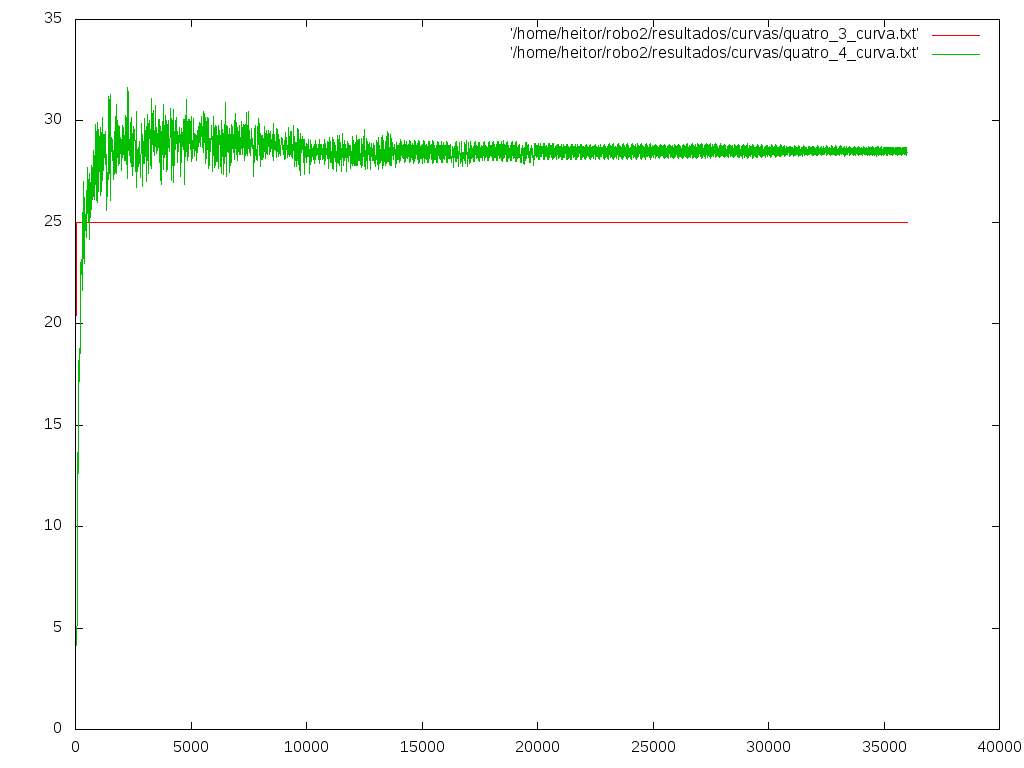 '/home/heitor/robo2/resultados/curvas/quatro_3_curva.txt'
'/home/heitor/robo2/resultados/curvas/quatro_4_curva.txt'
35
30
25
20
15
10
5
0
0 5000 10000 15000 20000 25000 30000 35000 40000